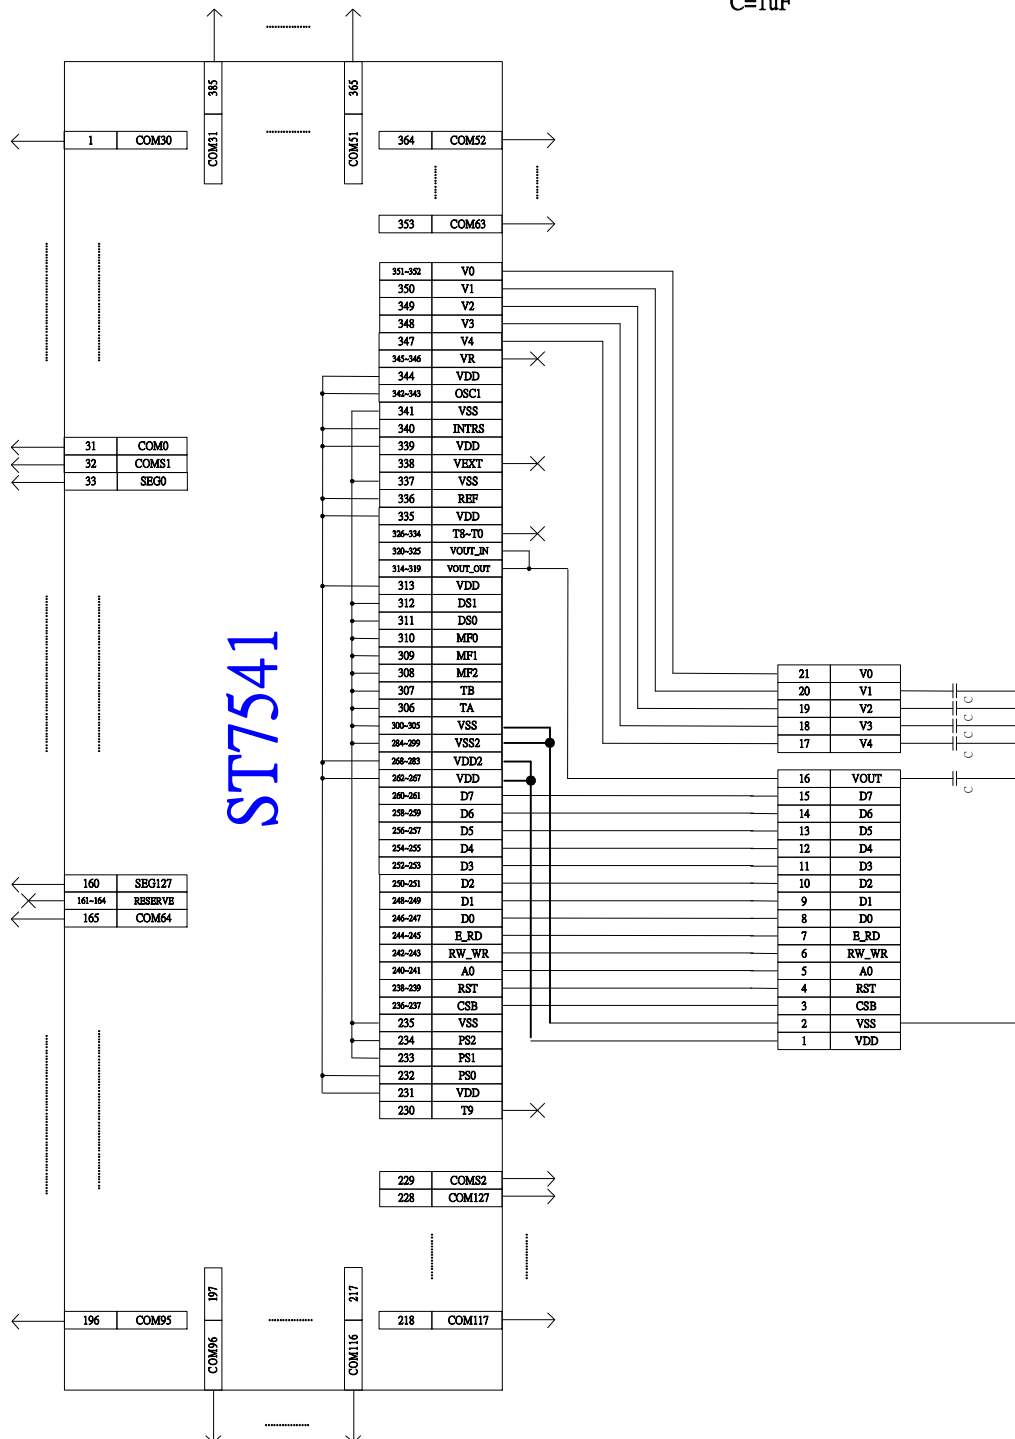 C=1uF
385
COM31
365
COM51
1 COM30
364 COM52
353 COM63
351~352 V0
350 V1
349 V2
348 V3
347 V4
345~346 VR
344 VDD
342~343 OSC1
341 VSS
340 INTRS
339 VDD
338 VEXT
337 VSS
336 REF
335 VDD
326~334 T8~T0
320~325 VOUT_IN
314~319 VOUT_OUT
313 VDD
312 DS1
311 DS0
310 MF0
309 MF1
308 MF2
307 TB
306 TA
300~305 VSS
284~299 VSS2
268~283 VDD2
262~267 VDD
260~261 D7
258~259 D6
256~257 D5
254~255 D4
252~253 D3
250~251 D2
248~249 D1
246~247 D0
244~245 E_RD
242~243 RW_WR
240~241 A0
238~239 RST
236~237 CSB
235 VSS
234 PS2
233 PS1
232 PS0
231 VDD
230 T9
31 COM0
32 COMS1
33 SEG0
ST7541
160 SEG127
161~164 RESERVE
165 COM64
21 V0
20 V1
C
19 V2
C
18 V3
C
17 V4
C
16 VOUT
C
15 D7
14 D6
13 D5
12 D4
11 D3
10 D2
9 D1
8 D0
7 E_RD
6 RW_WR
5 A0
4 RST
3 CSB
2 VSS
1 VDD
229 COMS2
228 COM127
218 COM117
196 COM95
197
COM96
217
COM116